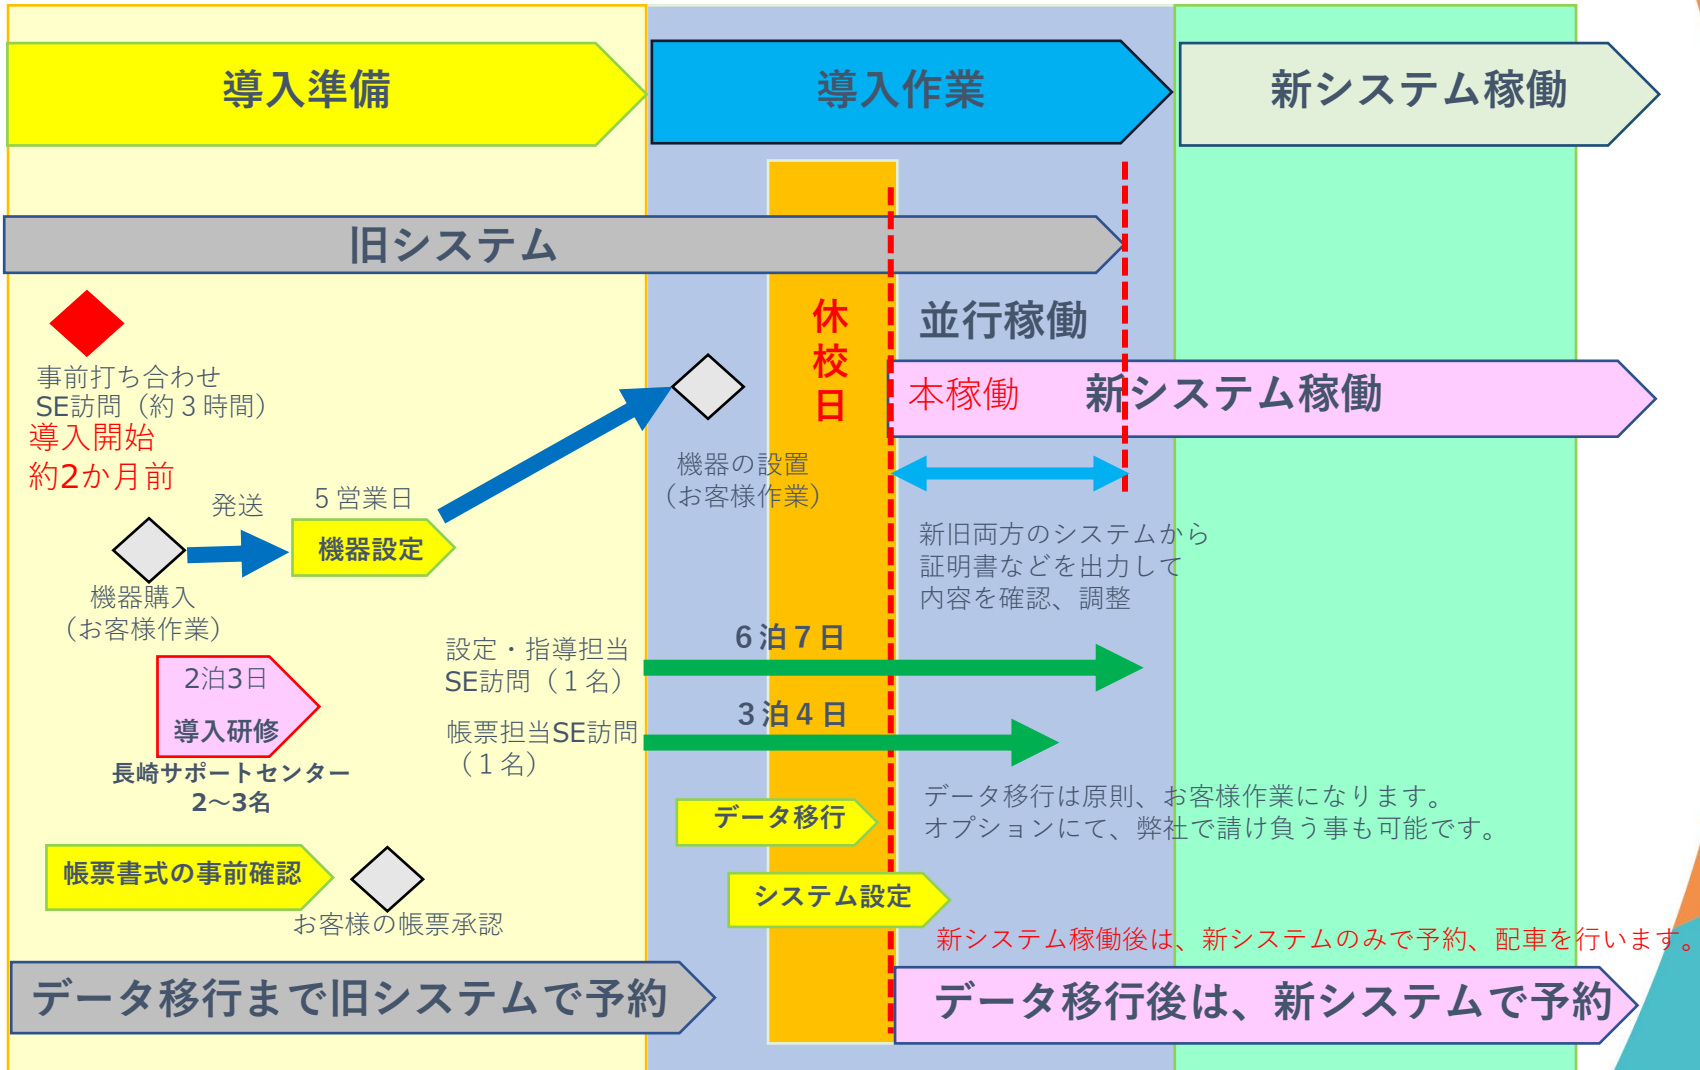 導入準備
導入作業
新システム稼働
旧システム
休校日
並行稼働
本稼働
新システム稼働
事前打ち合わせ
SE訪問（約３時間）
導入開始
約2か月前
発送
５営業日
機器設定
機器の設置
（お客様作業）
機器購入
（お客様作業）
新旧両方のシステムから
証明書などを出力して
内容を確認、調整
設定・指導担当
SE訪問（１名）
６泊７日
2泊3日
導入研修
長崎サポートセンター
2～3名
帳票担当SE訪問
（１名）
３泊４日
データ移行
データ移行は原則、お客様作業になります。
オプションにて、弊社で請け負う事も可能です。
帳票書式の事前確認
お客様の帳票承認
システム設定
新システム稼働後は、新システムのみで予約、配車を行います。
データ移行まで旧システムで予約
データ移行後は、新システムで予約